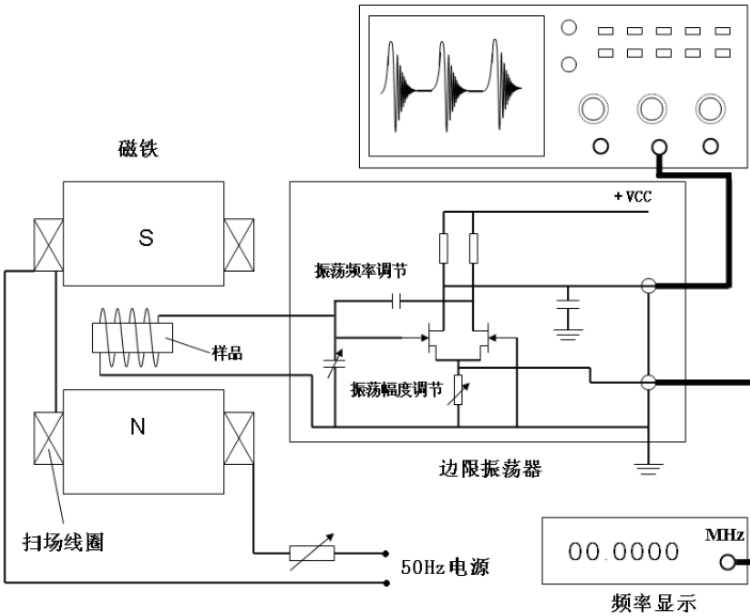 磁铁
S
+VCC
振荡频率调节
样品
振荡幅度调节
N
边限振荡器
扫场线圈
50Hz电源
00.0000
MHz
频率显示